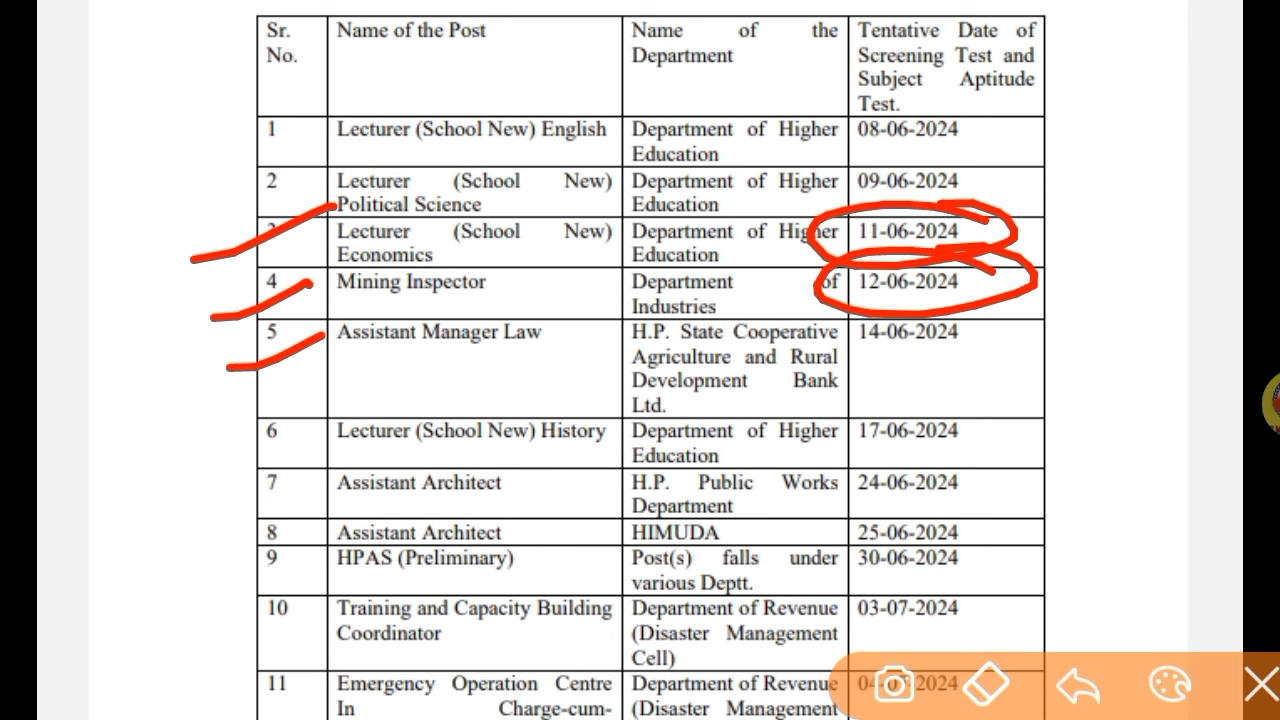 Sr. No.
Name of the Post
Name of the Department
Tentative Date of Screening Test and Subject Aptitude Test.
1 Lecturer (School New) English Department of Higher Education 08-06-2024
2 Lecturer (School New) Political Science Department of Higher Education 09-06-2024
3 Lecturer (School New) Economics Department of Higher Education 11-06-2024
4 Mining Inspector Department of Industries 12-06-2024
5 Assistant Manager Law H.P. State Cooperative Agriculture and Rural Development Bank Ltd. 14-06-2024
6 Lecturer (School New) History Department of Higher Education 17-06-2024
7 Assistant Architect H.P. Public Works Department 24-06-2024
8 Assistant Architect HIMUDA 25-06-2024
9 HPAS (Preliminary) Post(s) falls under various Deptt. 30-06-2024
10 Training and Capacity Building Coordinator Department of Revenue (Disaster Management Cell) 03-07-2024
11 Emergency Operation Centre In Charge-cum- Department of Revenue (Disaster Management 04-07-2024